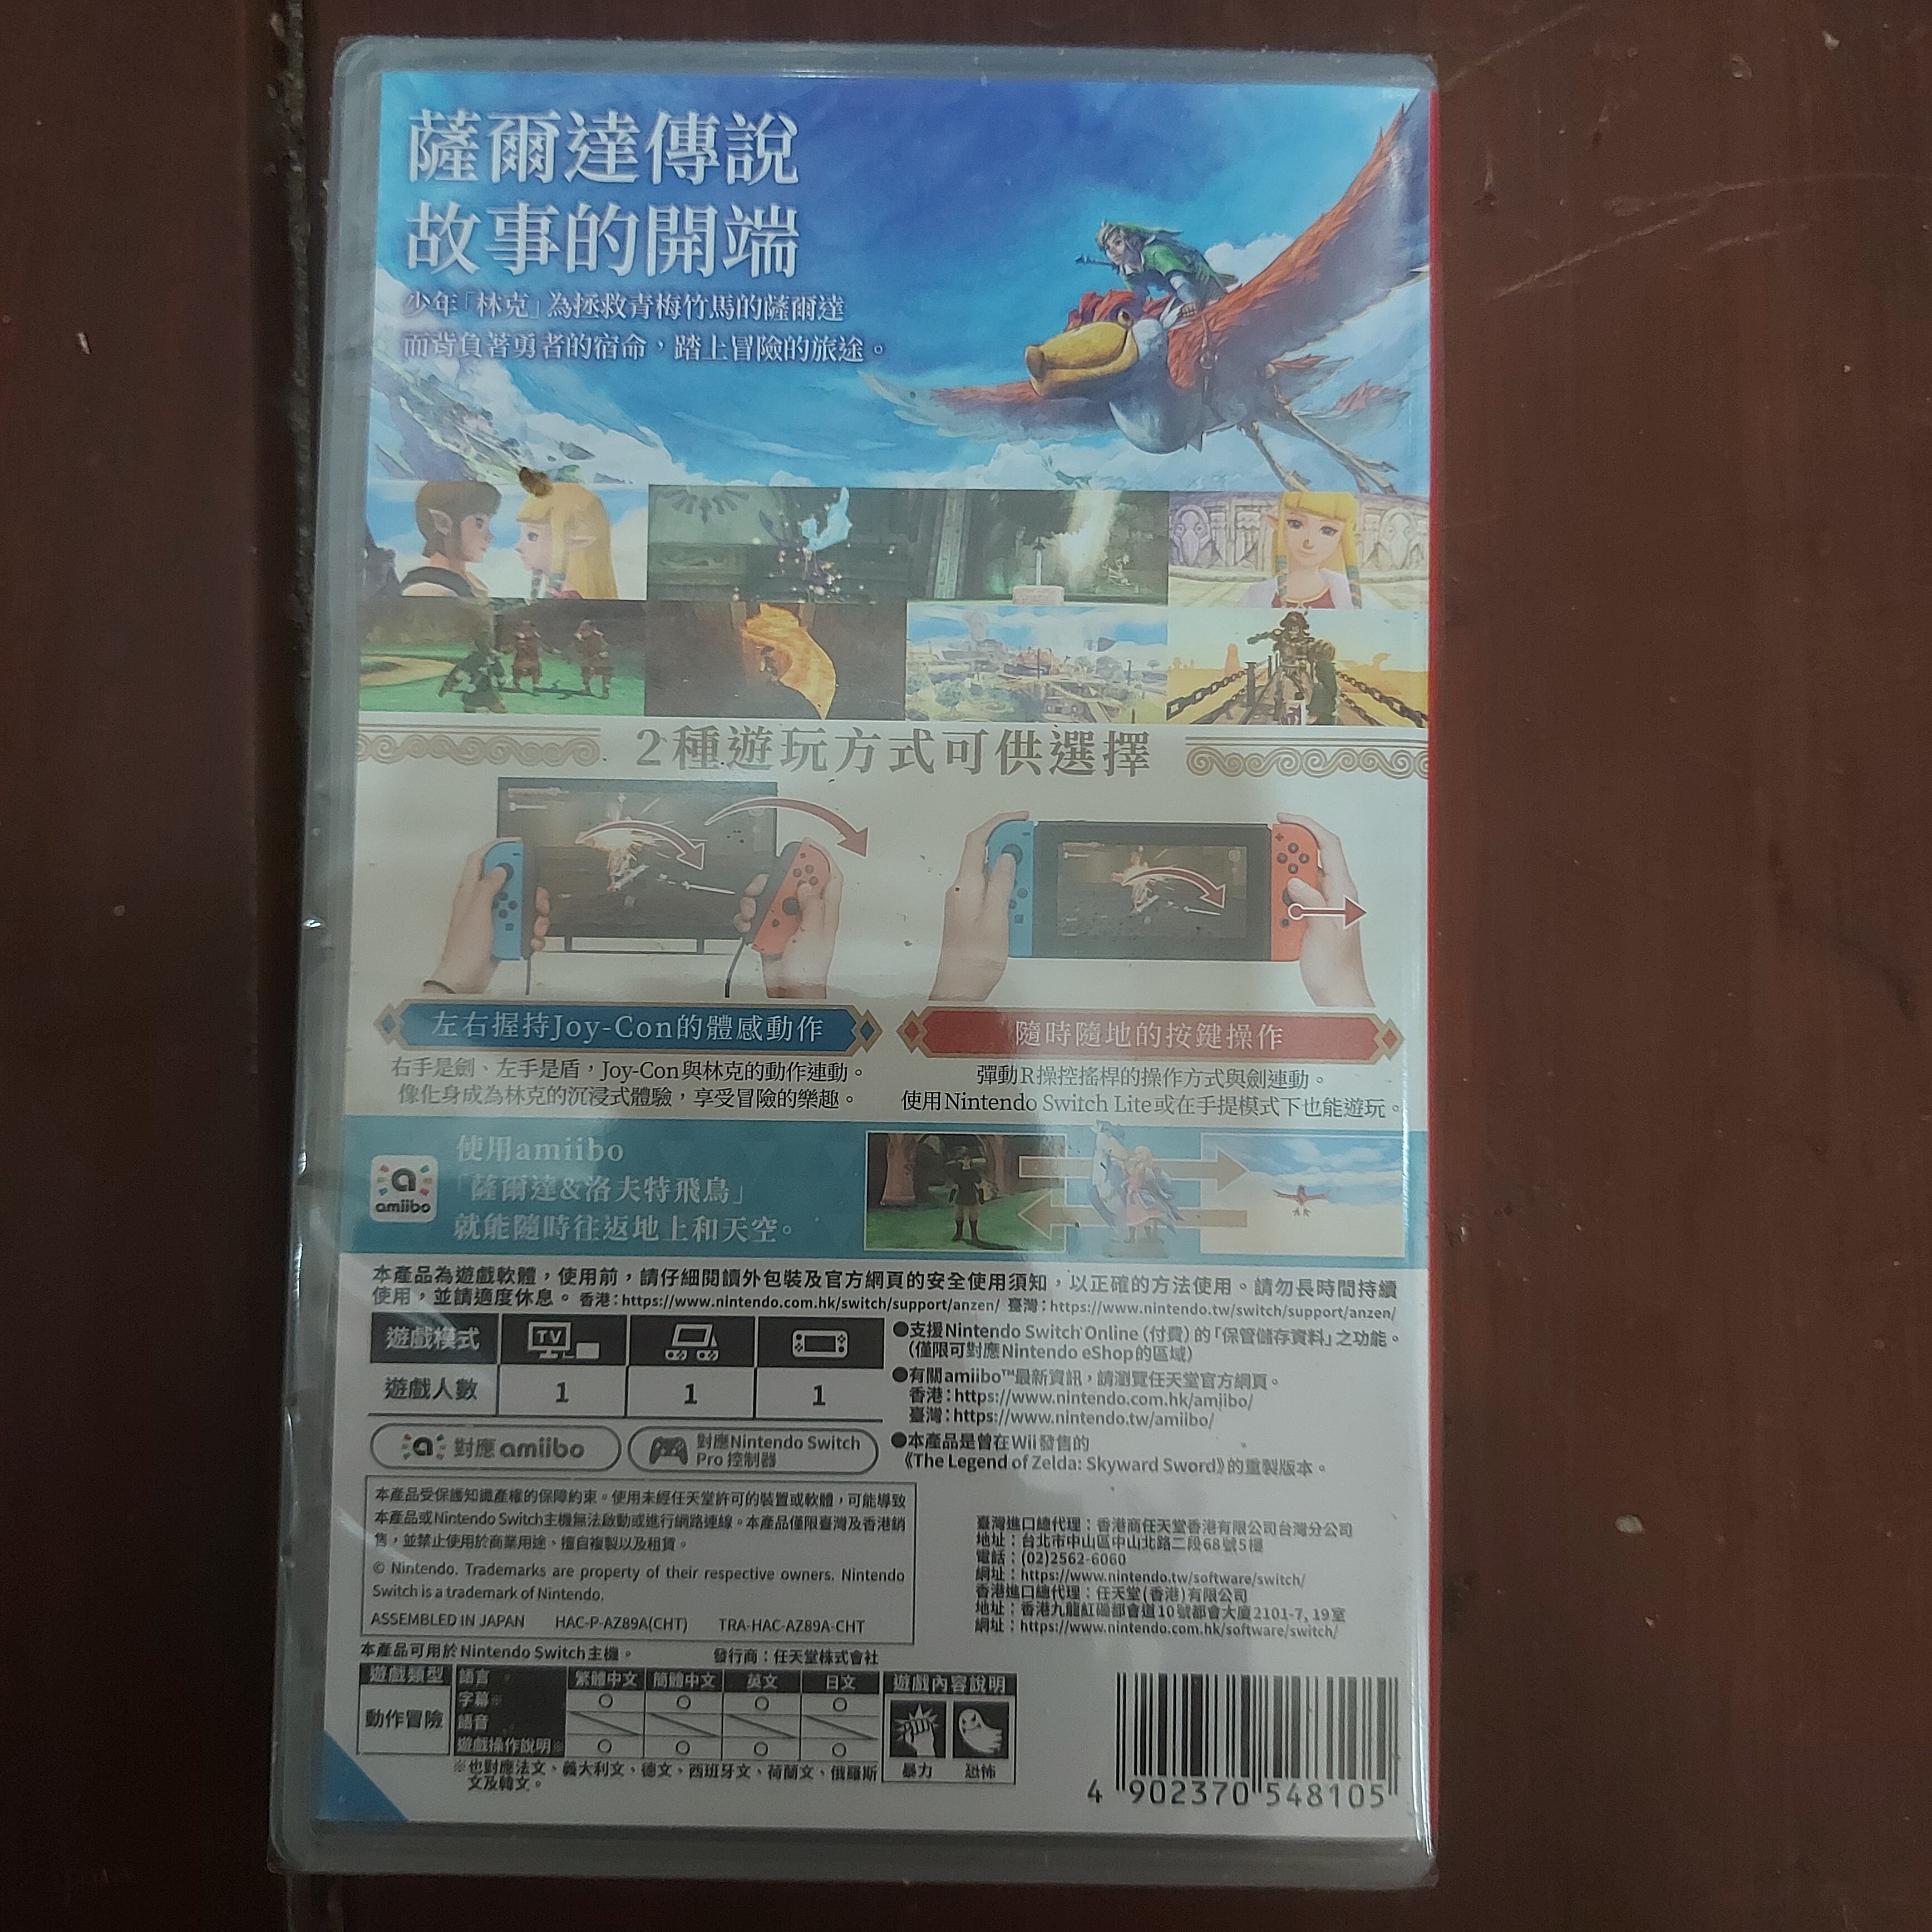 薩爾達傳說
故事的開端
少年「林克」為拯救青梅竹馬的薩爾達
而背負著勇者的宿命，踏上冒險的旅途。
2種遊玩方式可供選擇
左右握持Joy-Con的體感動作
右手是劍、左手是盾，Joy-Con與林克的動作連動。
像化身成為林克的沉浸式體驗，享受冒險的樂趣。
隨時隨地的按鍵操作
彈動R操控搖桿的操作方式與劍連動。
使用Nintendo Switch Lite或在手提模式下也能遊玩。
amiibo
使用amiibo
「薩爾達&洛夫特飛鳥」
就能隨時往返地上和天空。
本產品為遊戲軟體，使用前，請仔細閱讀外包裝及官方網頁的安全使用須知，以正確的方法使用。請勿長時間持續
使用，並請適度休息。香港：https://www.nintendo.com.hk/switch/support/anzen/ 臺灣：https://www.nintendo.tw/switch/support/anzen/
遊戲模式 TV
遊戲人數 1 1 1
對應amiibo
對應Nintendo Switch
Pro 控制器
●支援Nintendo Switch Online（付費）的「保管儲存資料」之功能。
（僅限可對應Nintendo eShop的區域）
●有關amiibo™最新資訊，請瀏覽任天堂官方網頁。
香港：https://www.nintendo.com.hk/amiibo/
臺灣：https://www.nintendo.tw/amiibo/
●本產品是曾在Wii發售的
《The Legend of Zelda: Skyward Sword》的重製版本。
本產品受保護知識產權的保障約束。使用未經任天堂許可的裝置或軟體，可能導致
本產品或Nintendo Switch主機無法啟動或進行網路連線。本產品僅限臺灣及香港銷
售，並禁止使用於商業用途、擅自複製以及租賃。
© Nintendo. Trademarks are property of their respective owners. Nintendo
Switch is a trademark of Nintendo.
ASSEMBLED IN JAPAN HAC-P-AZ89A(CHT) TRA-HAC-AZ89A-CHT
臺灣進口總代理：香港商任天堂香港有限公司台灣分公司
地址：台北市中山區中山北路二段68號5樓
電話：(02)2562-6060
網址：https://www.nintendo.tw/software/switch/
香港進口總代理：任天堂(香港)有限公司
地址：香港九龍紅磡都會道10號都會大廈2101-7, 19室
網址：https://www.nintendo.com.hk/software/switch/
本產品可用於Nintendo Switch主機。 發行商：任天堂株式會社
遊戲類型
動作冒險
語言 繁體中文 簡體中文 英文 日文
字幕※ ○ ○ ○ ○
語音
遊戲操作說明※ ○ ○ ○ ○
※也對應法文、義大利文、德文、西班牙文、荷蘭文、俄羅斯
文及韓文。
遊戲內容說明
暴力 恐怖
4 902370 548105